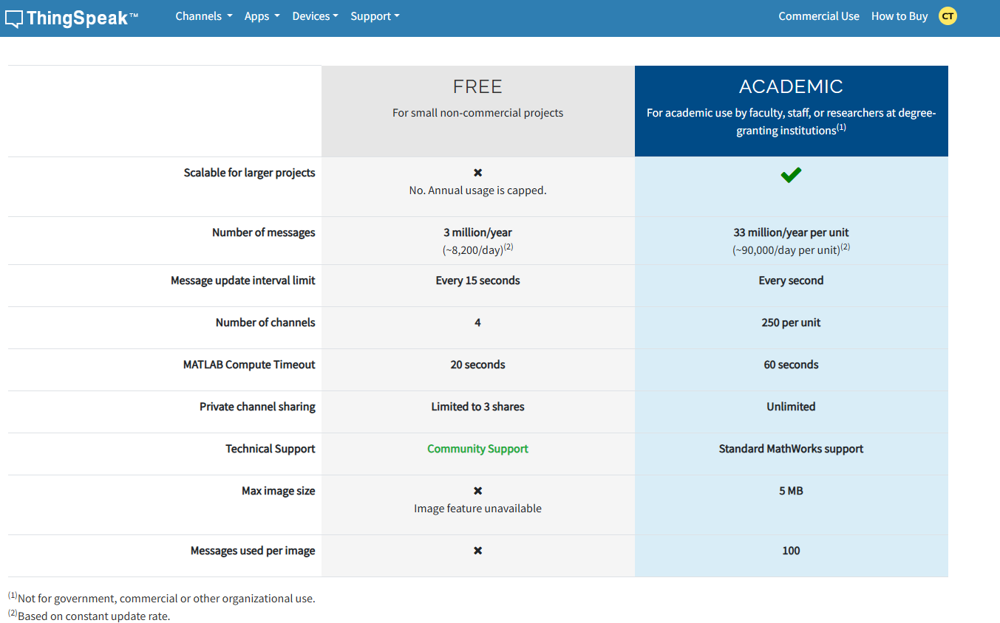 ThingSpeak™ Channels Apps Devices Support Commercial Use How to Buy CT
FREE
For small non-commercial projects
ACADEMIC
For academic use by faculty, staff, or researchers at degree-
granting institutions(1)
Scalable for larger projects
No. Annual usage is capped.
Number of messages
3 million/year
(~8,200/day)(2)
33 million/year per unit
(~90,000/day per unit)(2)
Message update interval limit Every 15 seconds Every second
Number of channels 4 250 per unit
MATLAB Compute Timeout 20 seconds 60 seconds
Private channel sharing Limited to 3 shares Unlimited
Technical Support Community Support Standard MathWorks support
Max image size
Image feature unavailable
5 MB
Messages used per image 100
(1)Not for government, commercial or other organizational use.
(2)Based on constant update rate.